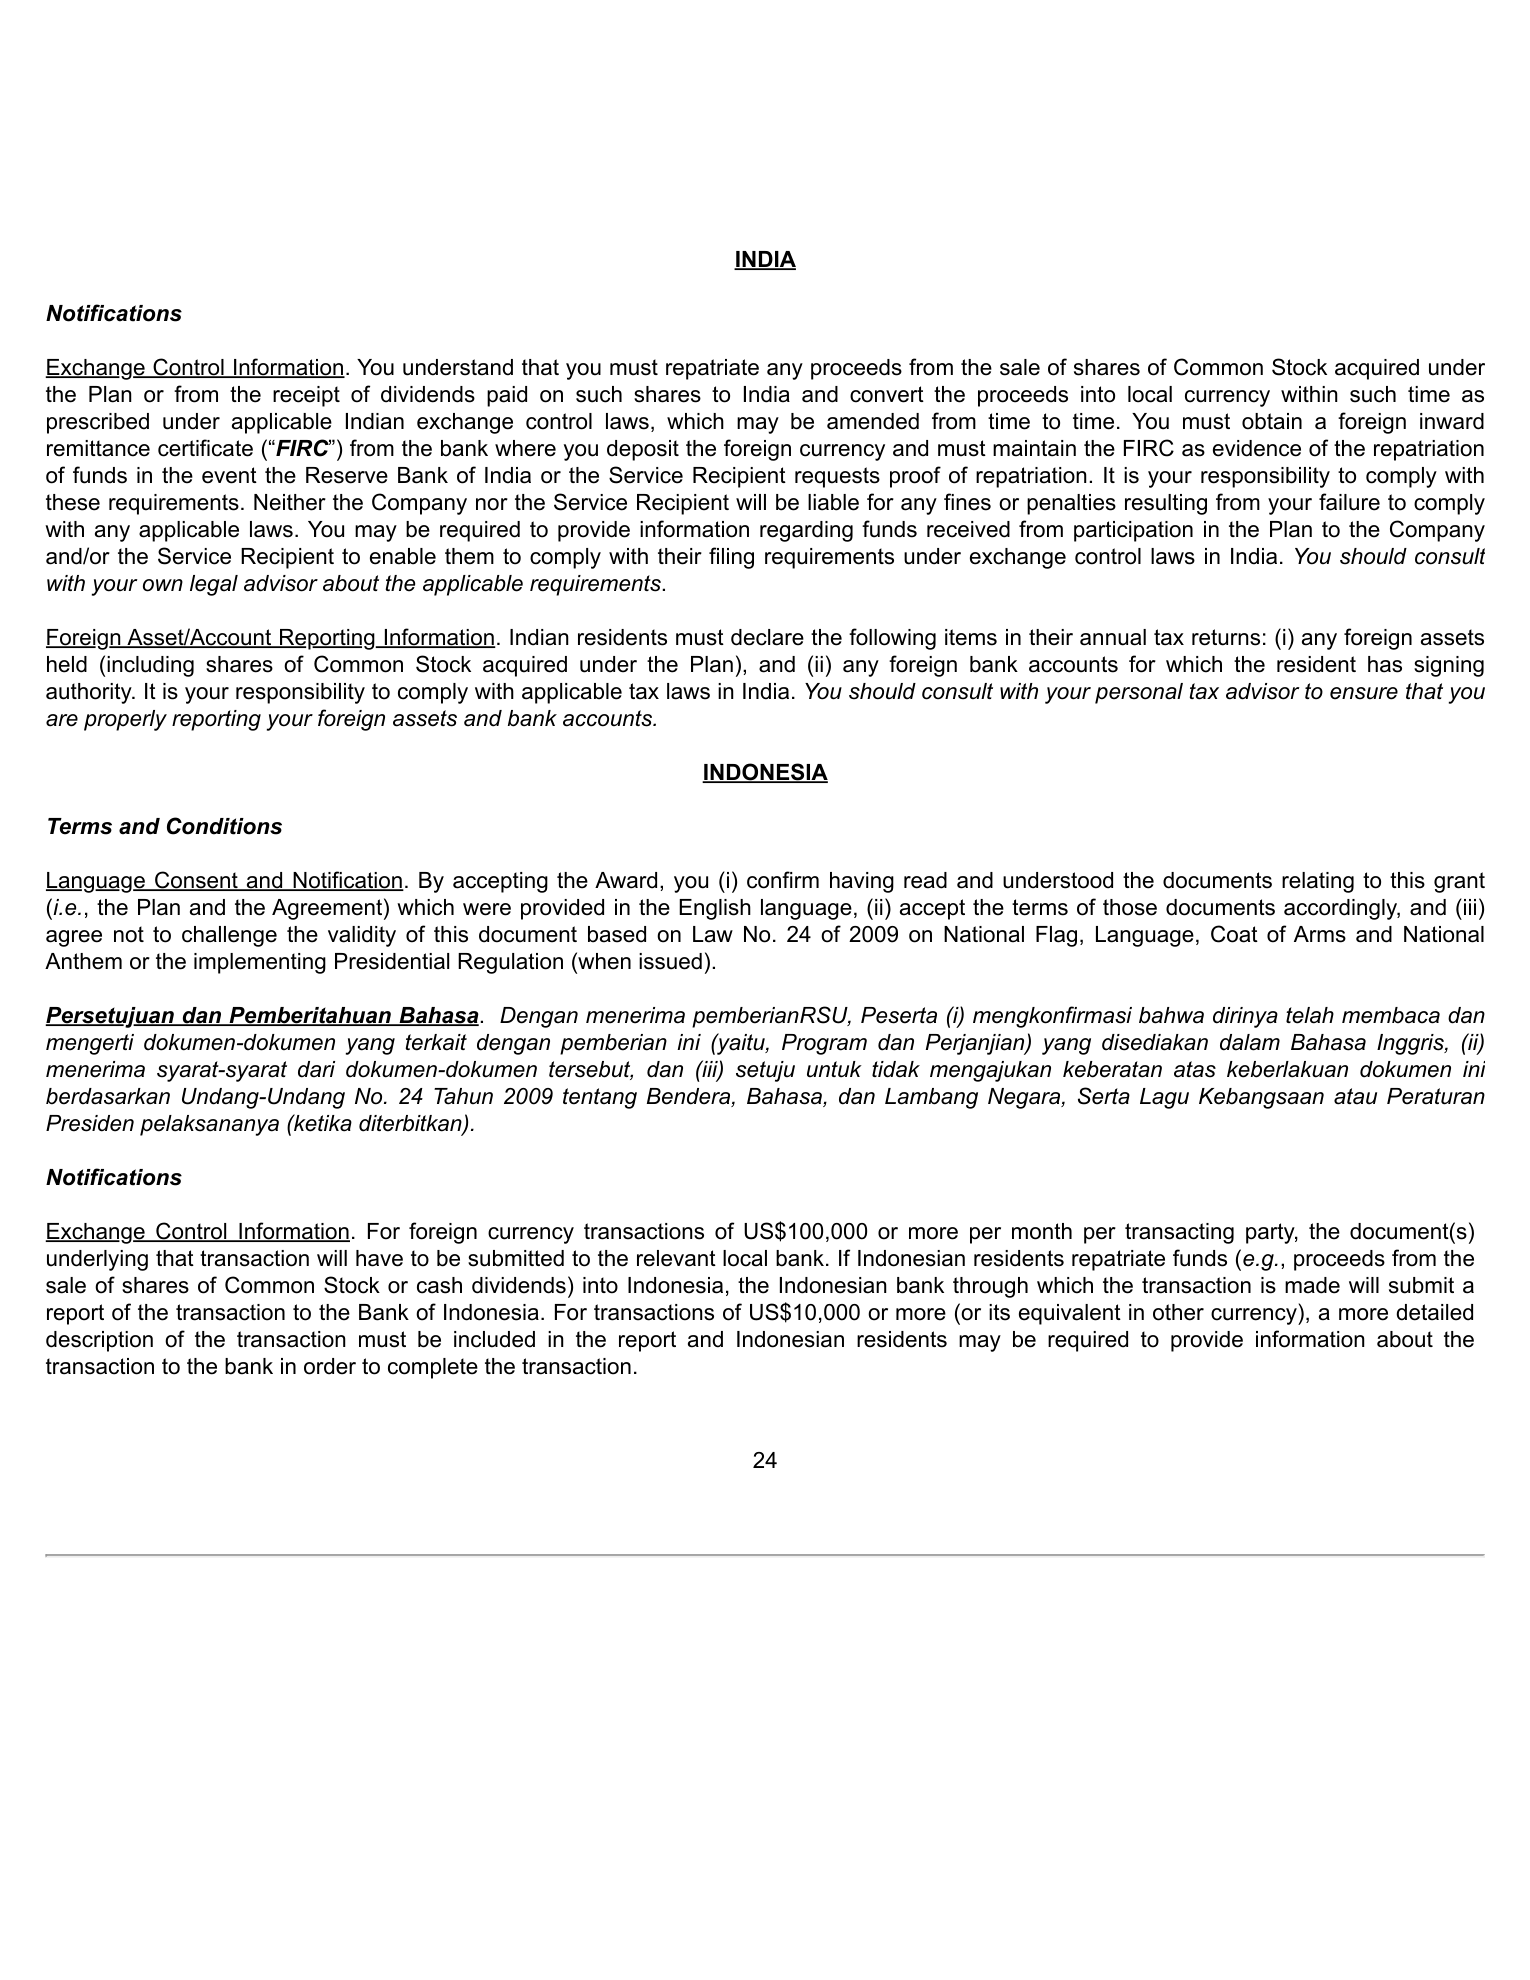 INDIA
Notifications
Exchange Control Information. You understand that you must repatriate any proceeds from the sale of shares of Common Stock acquired under
the Plan or from the receipt of dividends paid on such shares to India and convert the proceeds into local currency within such time as
prescribed under applicable Indian exchange control laws, which may be amended from time to time. You must obtain a foreign inward
remittance certificate (“FIRC”) from the bank where you deposit the foreign currency and must maintain the FIRC as evidence of the repatriation
of funds in the event the Reserve Bank of India or the Service Recipient requests proof of repatriation. It is your responsibility to comply with
these requirements. Neither the Company nor the Service Recipient will be liable for any fines or penalties resulting from your failure to comply
with any applicable laws. You may be required to provide information regarding funds received from participation in the Plan to the Company
and/or the Service Recipient to enable them to comply with their filing requirements under exchange control laws in India. You should consult
with your own legal advisor about the applicable requirements.
Foreign Asset/Account Reporting Information. Indian residents must declare the following items in their annual tax returns: (i) any foreign assets
held (including shares of Common Stock acquired under the Plan), and (ii) any foreign bank accounts for which the resident has signing
authority. It is your responsibility to comply with applicable tax laws in India. You should consult with your personal tax advisor to ensure that you
are properly reporting your foreign assets and bank accounts.
INDONESIA
Terms and Conditions
Language Consent and Notification. By accepting the Award, you (i) confirm having read and understood the documents relating to this grant
(i.e., the Plan and the Agreement) which were provided in the English language, (ii) accept the terms of those documents accordingly, and (iii)
agree not to challenge the validity of this document based on Law No. 24 of 2009 on National Flag, Language, Coat of Arms and National
Anthem or the implementing Presidential Regulation (when issued).
Persetujuan dan Pemberitahuan Bahasa. Dengan menerima pemberianRSU, Peserta (i) mengkonfirmasi bahwa dirinya telah membaca dan
mengerti dokumen-dokumen yang terkait dengan pemberian ini (yaitu, Program dan Perjanjian) yang disediakan dalam Bahasa Inggris, (ii)
menerima syarat-syarat dari dokumen-dokumen tersebut, dan (iii) setuju untuk tidak mengajukan keberatan atas keberlakuan dokumen ini
berdasarkan Undang-Undang No. 24 Tahun 2009 tentang Bendera, Bahasa, dan Lambang Negara, Serta Lagu Kebangsaan atau Peraturan
Presiden pelaksananya (ketika diterbitkan).
Notifications
Exchange Control Information. For foreign currency transactions of US$100,000 or more per month per transacting party, the document(s)
underlying that transaction will have to be submitted to the relevant local bank. If Indonesian residents repatriate funds (e.g., proceeds from the
sale of shares of Common Stock or cash dividends) into Indonesia, the Indonesian bank through which the transaction is made will submit a
report of the transaction to the Bank of Indonesia. For transactions of US$10,000 or more (or its equivalent in other currency), a more detailed
description of the transaction must be included in the report and Indonesian residents may be required to provide information about the
transaction to the bank in order to complete the transaction.
24